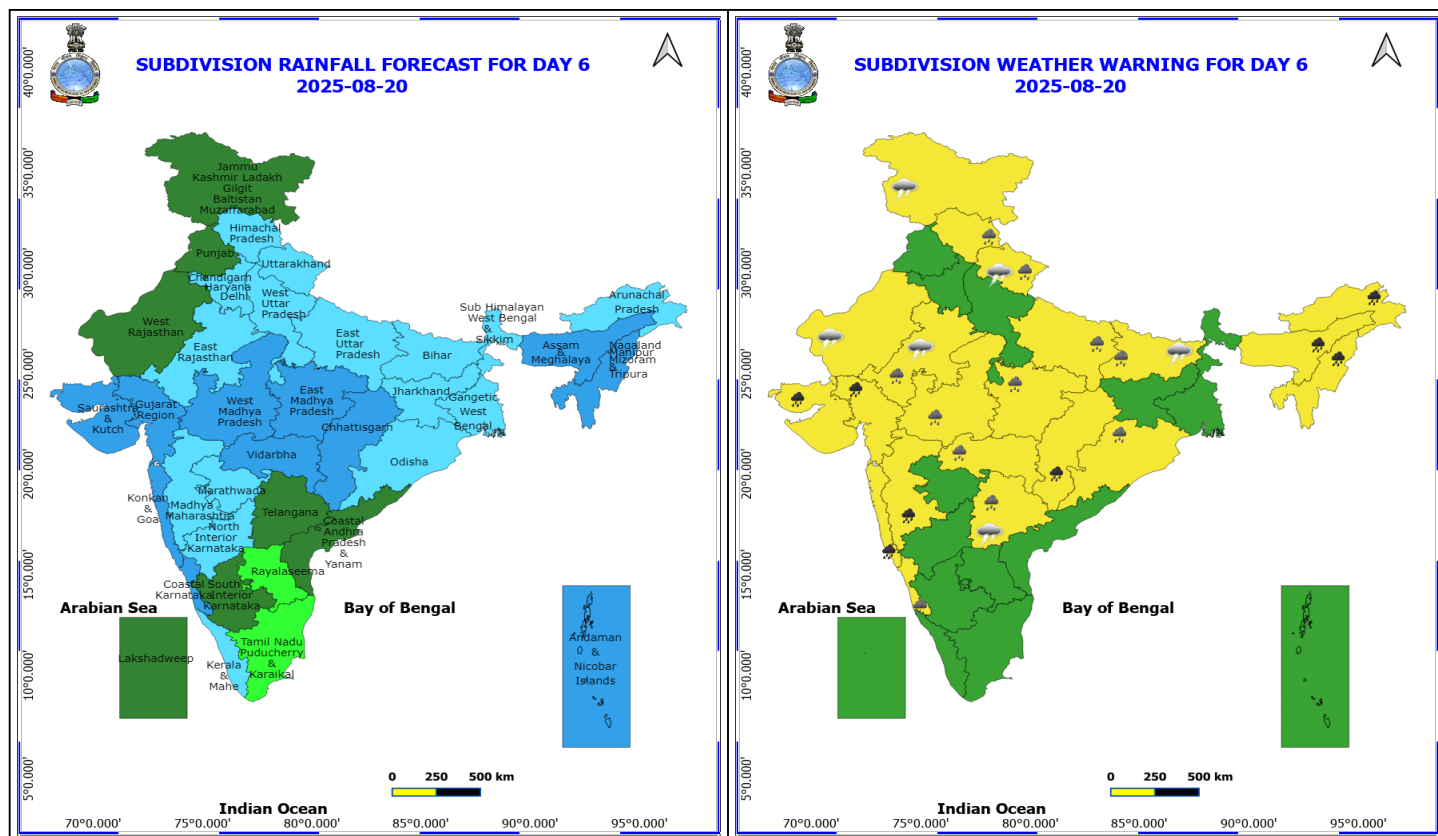 SUBDIVISION RAINFALL FORECAST FOR DAY 6
2025-08-20
40°0.000'
35°0.000'
30°0.000'
25°0.000'
20°0.000'
15°0.000'
10°0.000'
5°0.000'
Jammu
Kashmir Ladakh
Gilgit
Baltistan
Muzaffarabad
Himachal
Pradesh
Punjab
Uttarakhand
Chandigarh
Haryana
Delhi
West
Uttar
Pradesh
West
Rajasthan
East
Rajasthan
East
Uttar
Pradesh
Bihar
Sub Himalayan
West Bengal
&
Sikkim
Arunachal
Pradesh
Assam
&
Meghalaya
Nagaland
Manipur
Mizoram
&
Tripura
Saurashtra
&
Kutch
Gujarat
Region
West
Madhya
Pradesh
East
Madhya
Pradesh
Jharkhand
Gangetic
West
Bengal
Chhattisgarh
Vidarbha
Odisha
Konkan
&
Goa
Madhya
Maharashtra
Marathwada
Telangana
North
Interior
Karnataka
Coastal
Andhra
Pradesh
&
Yanam
Rayalaseema
Coastal
Karnataka
South
Interior
Karnataka
Tamil Nadu
Puducherry
&
Karaikal
Kerala
&
Mahe
Arabian Sea
Bay of Bengal
Lakshadweep
Andaman
&
Nicobar
Islands
0 250 500 km
Indian Ocean
70°0.000' 75°0.000' 80°0.000' 85°0.000' 90°0.000' 95°0.000'
SUBDIVISION WEATHER WARNING FOR DAY 6
2025-08-20
40°0.000'
35°0.000'
30°0.000'
25°0.000'
20°0.000'
15°0.000'
10°0.000'
5°0.000'
Arabian Sea
Bay of Bengal
0 250 500 km
Indian Ocean
70°0.000' 75°0.000' 80°0.000' 85°0.000' 90°0.000' 95°0.000'